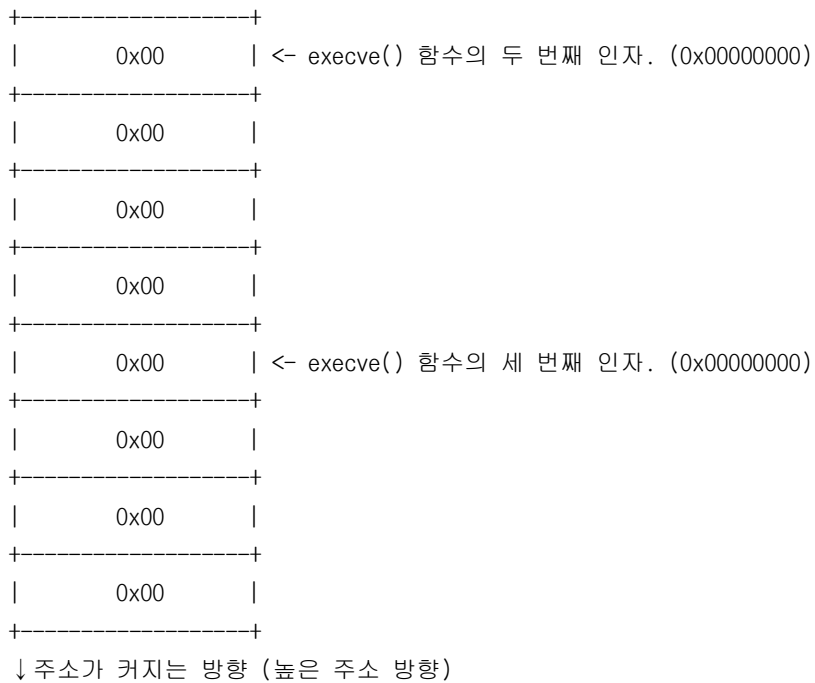 +-------------------+
| 0x00 | <- execve() 함수의 두 번째 인자. (0x00000000)
+-------------------+
| 0x00 |
+-------------------+
| 0x00 |
+-------------------+
| 0x00 |
+-------------------+
| 0x00 | <- execve() 함수의 세 번째 인자. (0x00000000)
+-------------------+
| 0x00 |
+-------------------+
| 0x00 |
+-------------------+
| 0x00 |
+-------------------+
↓주소가 커지는 방향 (높은 주소 방향)